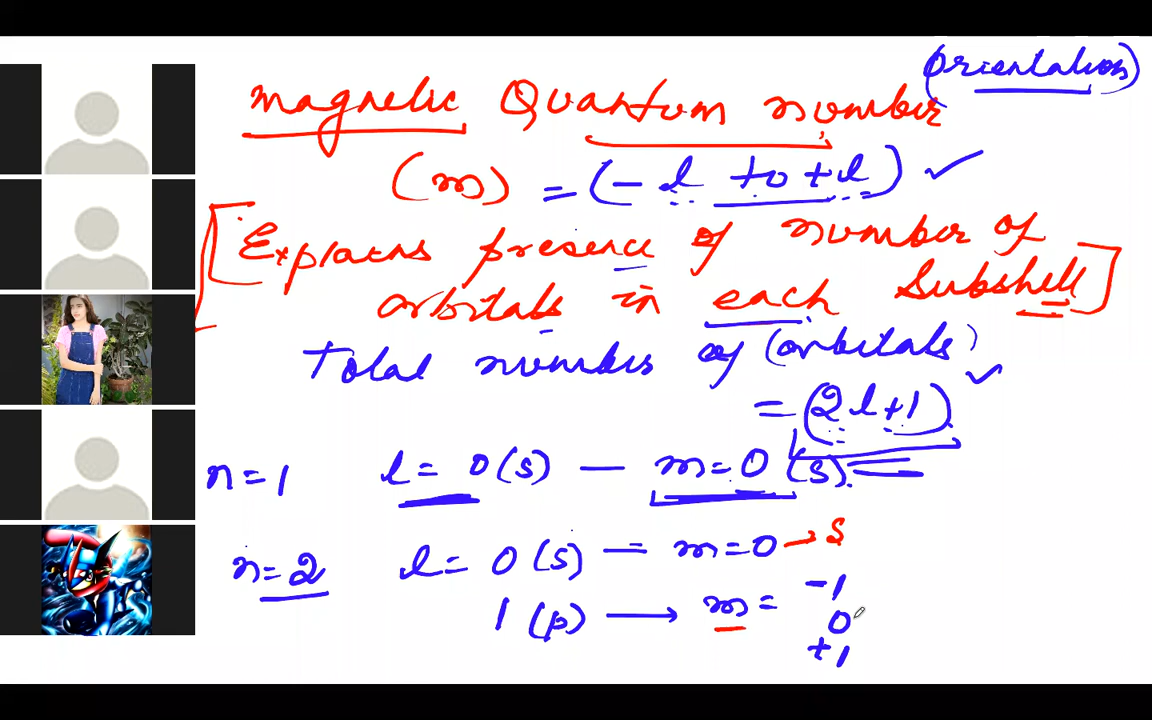 (orientation)
magnetic Quantum number
(m) = (-l to +l) ✓
[Explains presence of number of
orbitals in each Subshell]
Total number of (orbitals)
= (2l+1) ✓
n=1 l=0(s) — m=0 (s).
n=2 l= 0(s) — m=0 → s
1(p) → m= -1
0
+1